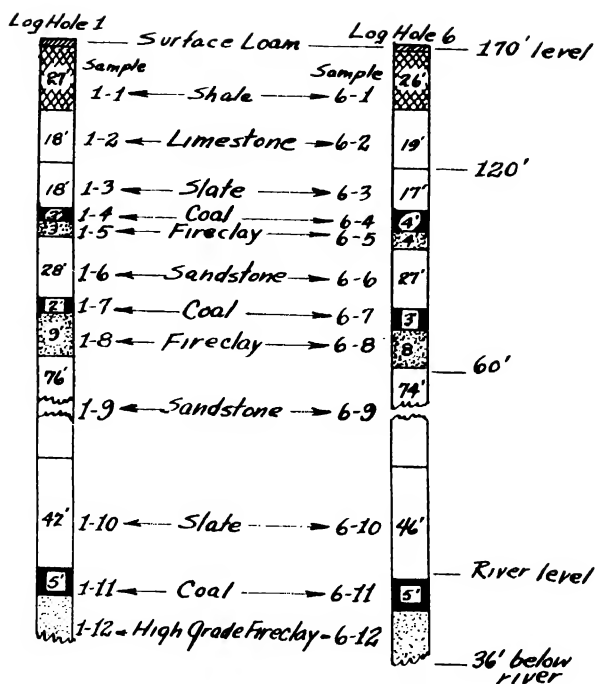 Log Hole 1
Log Hole 6
Surface Loam
170' level
Sample
Sample
27'
1-1
Shale
6-1
26'
18'
1-2
Limestone
6-2
19'
120'
18'
1-3
Slate
6-3
17'
2'
1-4
Coal
6-4
4'
3'
1-5
Fireclay
6-5
4'
28'
1-6
Sandstone
6-6
27'
2'
1-7
Coal
6-7
3'
9'
1-8
Fireclay
6-8
8'
60'
76'
74'
1-9
Sandstone
6-9
42'
1-10
Slate
6-10
46'
River level
5'
1-11
Coal
6-11
5'
1-12
High Grade Fireclay
6-12
36' below
river